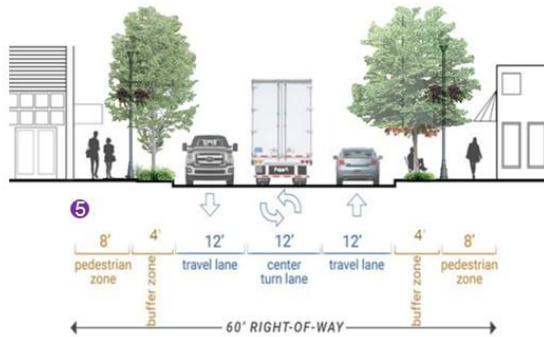 5
8' 4' 12' 12' 12' 4' 8'
pedestrian zone
buffer zone
travel lane
center turn lane
travel lane
buffer zone
pedestrian zone
60' RIGHT-OF-WAY